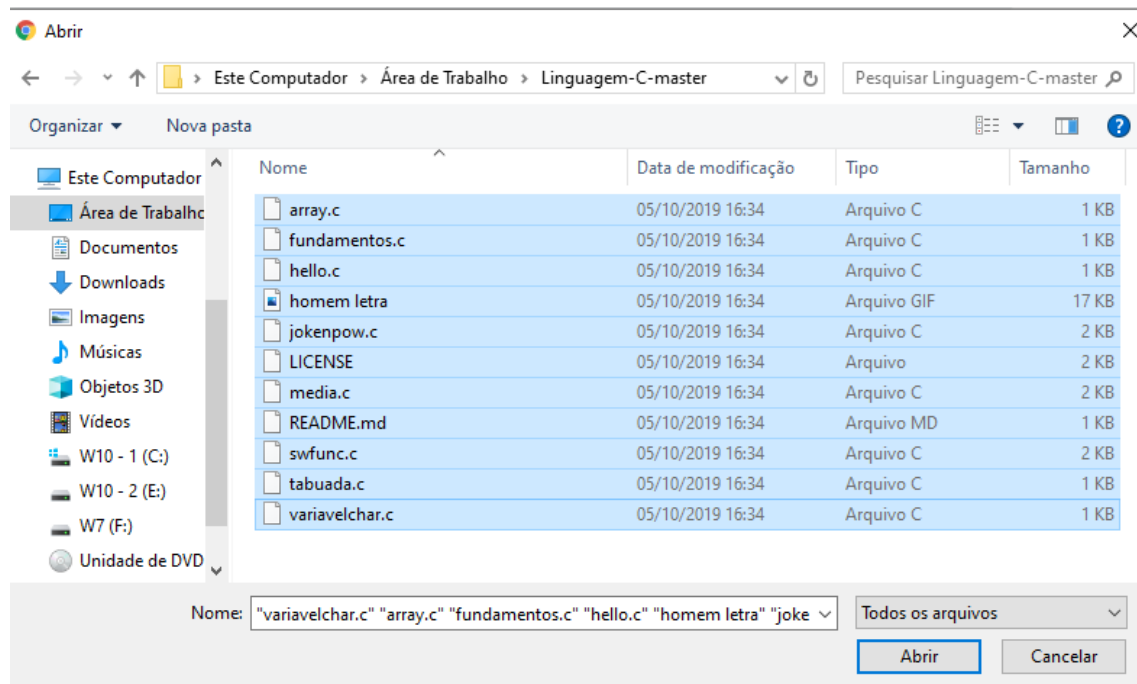 Abrir
Este Computador > Área de Trabalho > Linguagem-C-master
Pesquisar Linguagem-C-master
Organizar Nova pasta
Este Computador
Área de Trabalho
Documentos
Downloads
Imagens
Músicas
Objetos 3D
Vídeos
W10 - 1 (C:)
W10 - 2 (E:)
W7 (F:)
Unidade de DVD
Nome Data de modificação Tipo Tamanho
array.c 05/10/2019 16:34 Arquivo C 1 KB
fundamentos.c 05/10/2019 16:34 Arquivo C 1 KB
hello.c 05/10/2019 16:34 Arquivo C 1 KB
homem letra 05/10/2019 16:34 Arquivo GIF 17 KB
jokenpow.c 05/10/2019 16:34 Arquivo C 2 KB
LICENSE 05/10/2019 16:34 Arquivo 2 KB
media.c 05/10/2019 16:34 Arquivo C 2 KB
README.md 05/10/2019 16:34 Arquivo MD 1 KB
swfunc.c 05/10/2019 16:34 Arquivo C 2 KB
tabuada.c 05/10/2019 16:34 Arquivo C 1 KB
variavelchar.c 05/10/2019 16:34 Arquivo C 1 KB
Nome: "variavelchar.c" "array.c" "fundamentos.c" "hello.c" "homem letra" "joke
Todos os arquivos
Abrir Cancelar